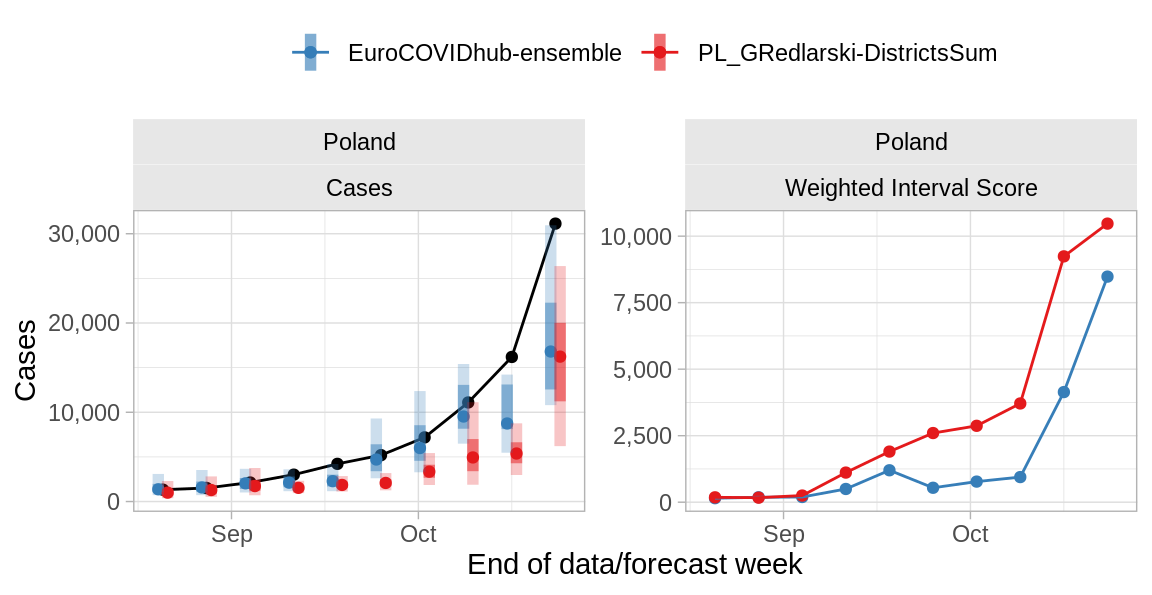 EuroCOVIDhub-ensemble PL_GRedlarski-DistrictsSum
Poland
Cases
30,000
20,000
10,000
0
Cases
Sep Oct
Poland
Weighted Interval Score
10,000
7,500
5,000
2,500
0
Sep Oct
End of data/forecast week